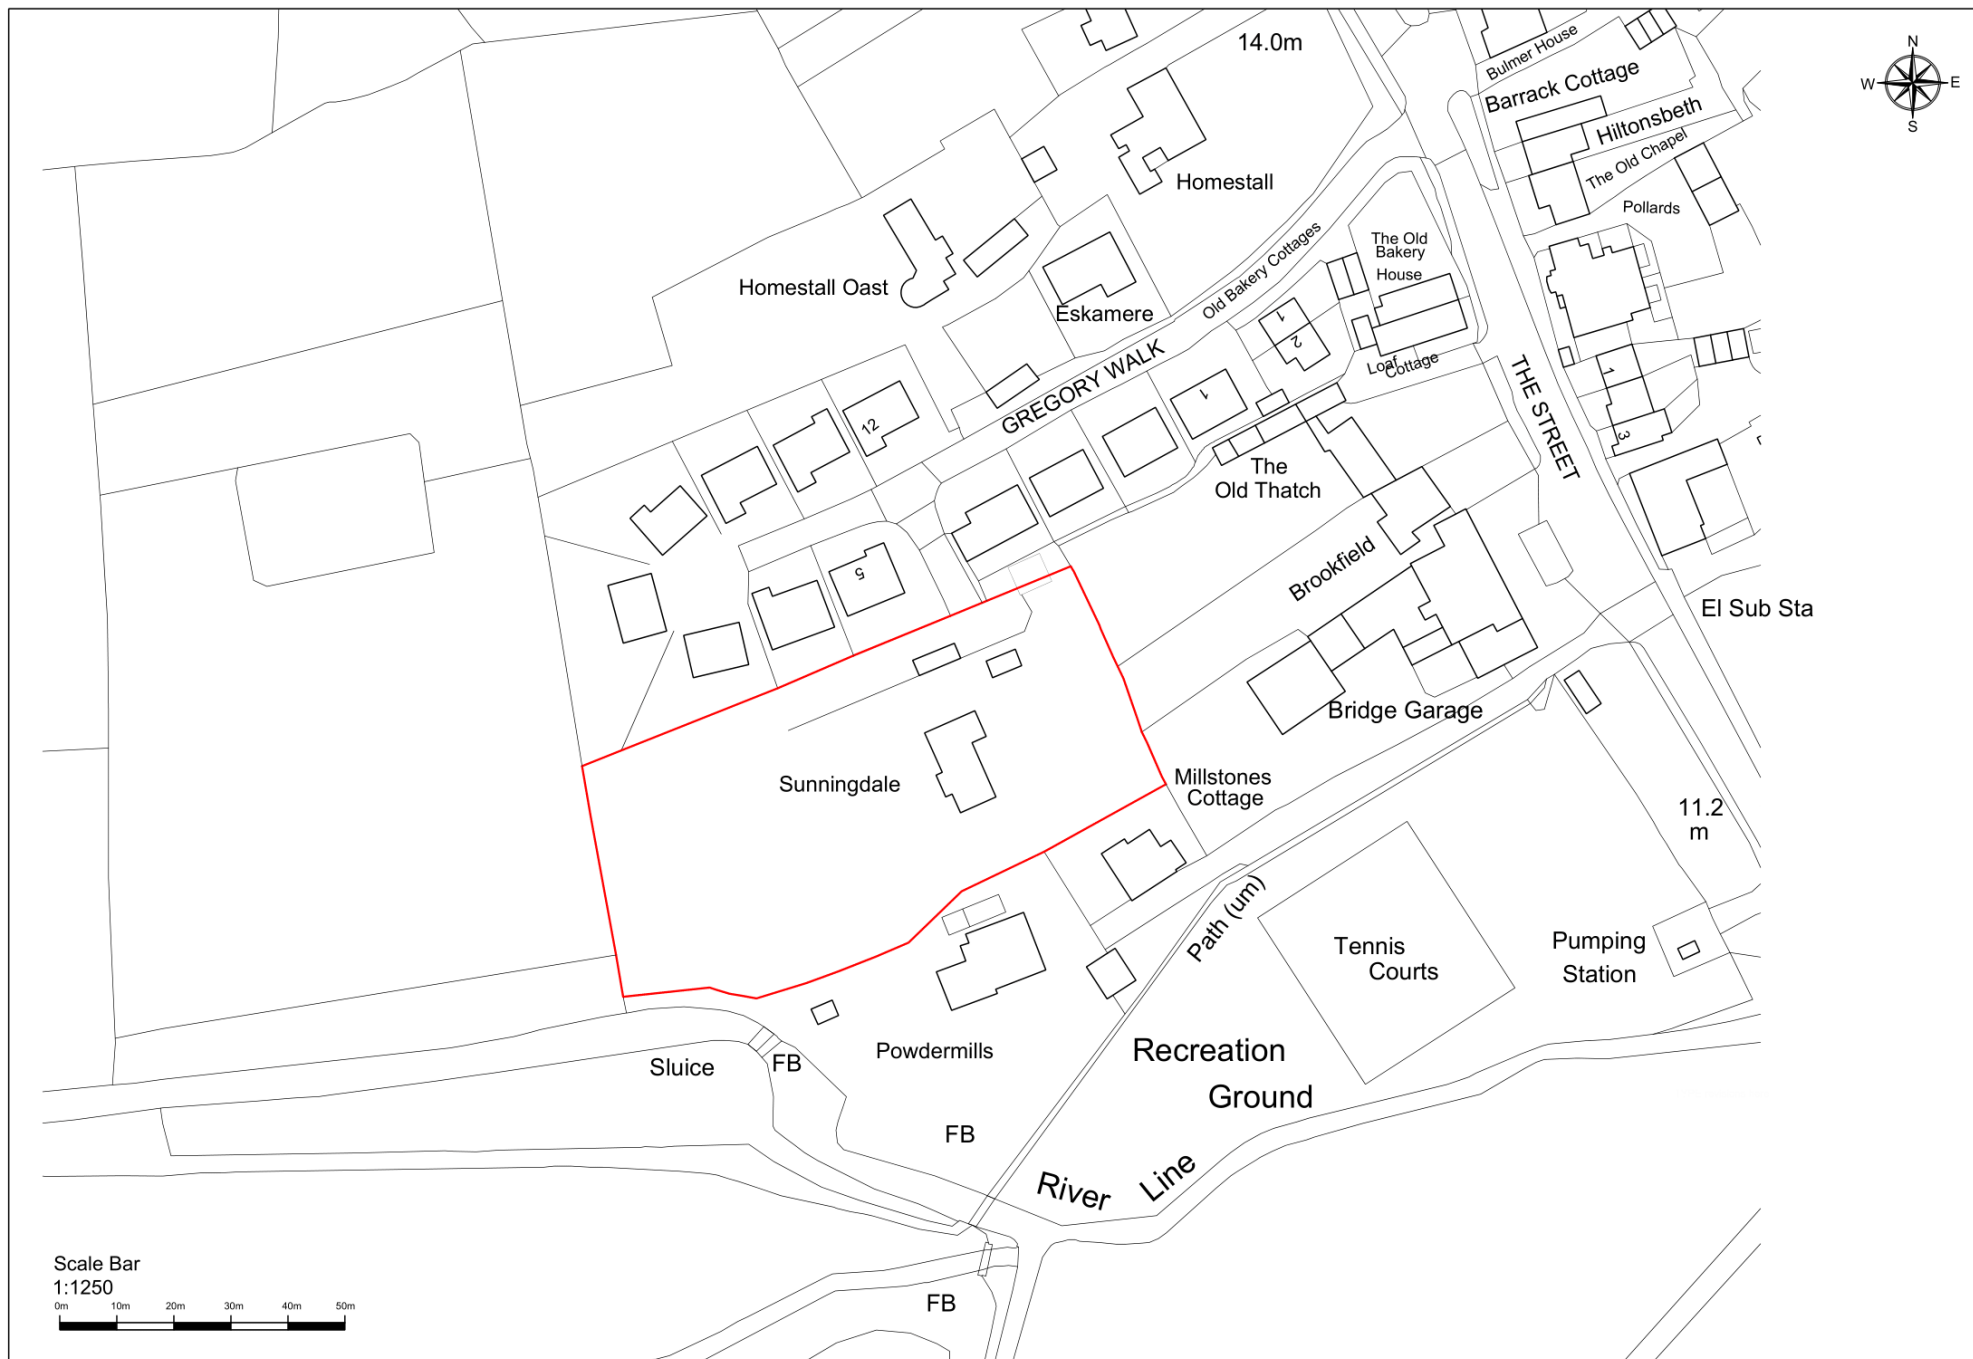 14.0m
Bulmer House
Barrack Cottage
Hiltonsbeth
The Old Chapel
Pollards
N
W
E
S
Homestall
Homestall Oast
Eskamere
Old Bakery Cottages
The Old
Bakery
House
1
2
Loaf
Cottage
GREGORY WALK
THE STREET
1
3
12
1
The
Old Thatch
5
Brookfield
El Sub Sta
Bridge Garage
Sunningdale
Millstones
Cottage
11.2
m
Path (um)
Tennis
Courts
Pumping
Station
Powdermills
Sluice
FB
Recreation
Ground
FB
River
Line
FB
Scale Bar
1:1250
0m 10m 20m 30m 40m 50m